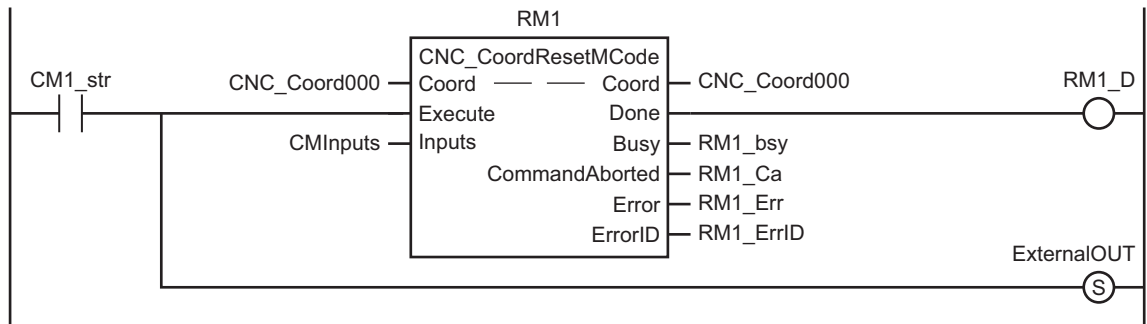 RM1
CNC_CoordResetMCode
CM1_str CNC_Coord000 Coord Coord CNC_Coord000 RM1_D
Execute Done
CMInputs Inputs Busy RM1_bsy
CommandAborted RM1_Ca
Error RM1_Err
ErrorID RM1_ErrID
ExternalOUT
S